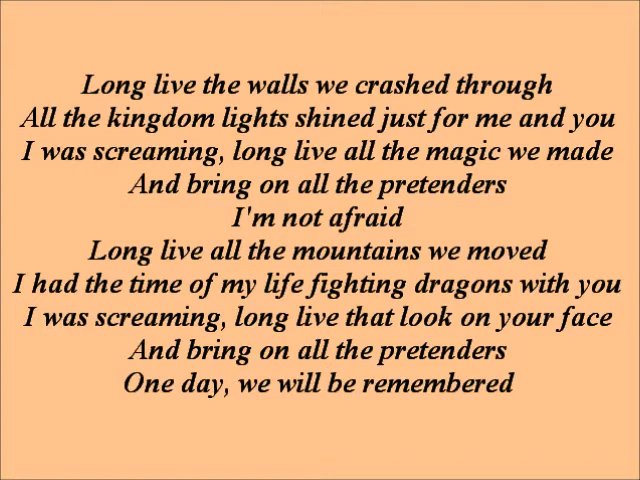 Long live the walls we crashed through
All the kingdom lights shined just for me and you
I was screaming, long live all the magic we made
And bring on all the pretenders
I'm not afraid
Long live all the mountains we moved
I had the time of my life fighting dragons with you
I was screaming, long live that look on your face
And bring on all the pretenders
One day, we will be remembered